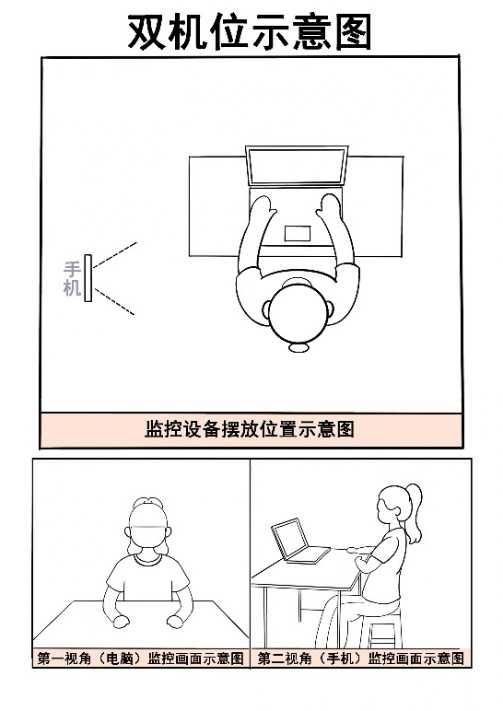 双机位示意图
手
机
监控设备摆放位置示意图
第一视角（电脑）监控画面示意图
第二视角（手机）监控画面示意图